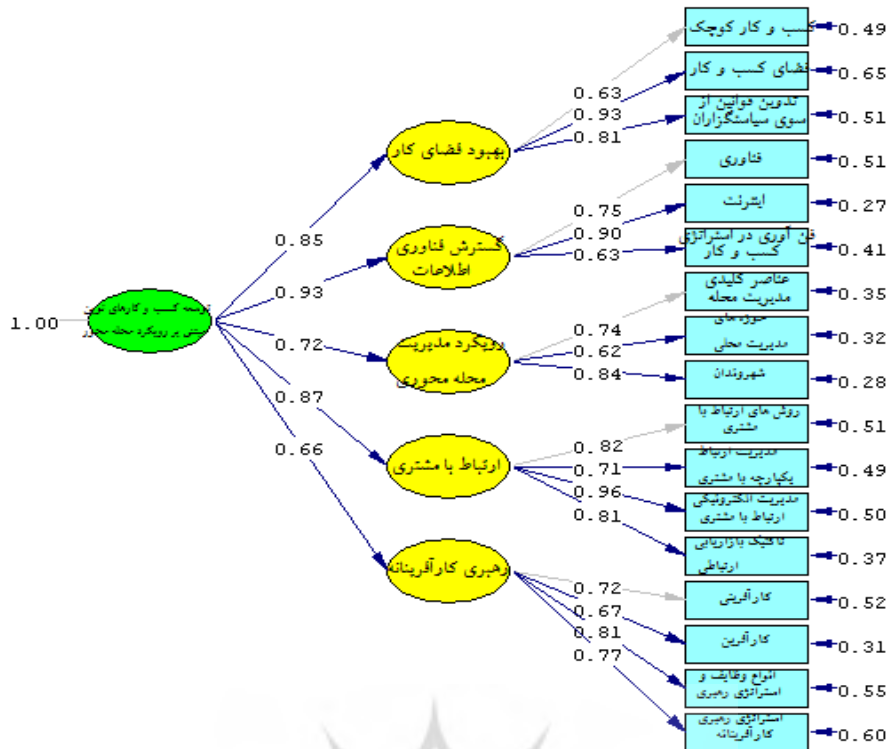 کسب و کار کوچک
0.49
فضای کسب و کار
0.65
تدوین قوانین از
سوی سیاستگزاران
0.51
0.63
0.93
0.81
بهبود فضای کار
فناوری
0.51
اینترنت
0.27
فن آوری در استراتژی
کسب و کار
0.41
0.75
0.90
0.63
گسترش فناوری
اطلاعات
0.85
0.93
0.72
0.87
0.66
1.00
توسعه کسب و کارهای نوین
مبتنی بر رویکرد محله محور
عناصر کلیدی
مدیریت محله
0.35
حوزه های
مدیریت محلی
0.32
شهروندان
0.28
0.74
0.62
0.84
رویکرد مدیریت
محله محوری
روش های ارتباط با
مشتری
0.51
مدیریت ارتباط
یکپارچه با مشتری
0.49
مدیریت الکترونیکی
ارتباط با مشتری
0.50
تاکتیک بازاریابی
ارتباطی
0.37
0.82
0.71
0.96
0.81
ارتباط با مشتری
رهبری کارآفرینانه
0.72
0.67
0.81
0.77
کارآفرینی
0.52
کارآفرین
0.31
انواع وظایف و
استراتژی رهبری
0.55
استراتژی رهبری
کارآفرینانه
0.60